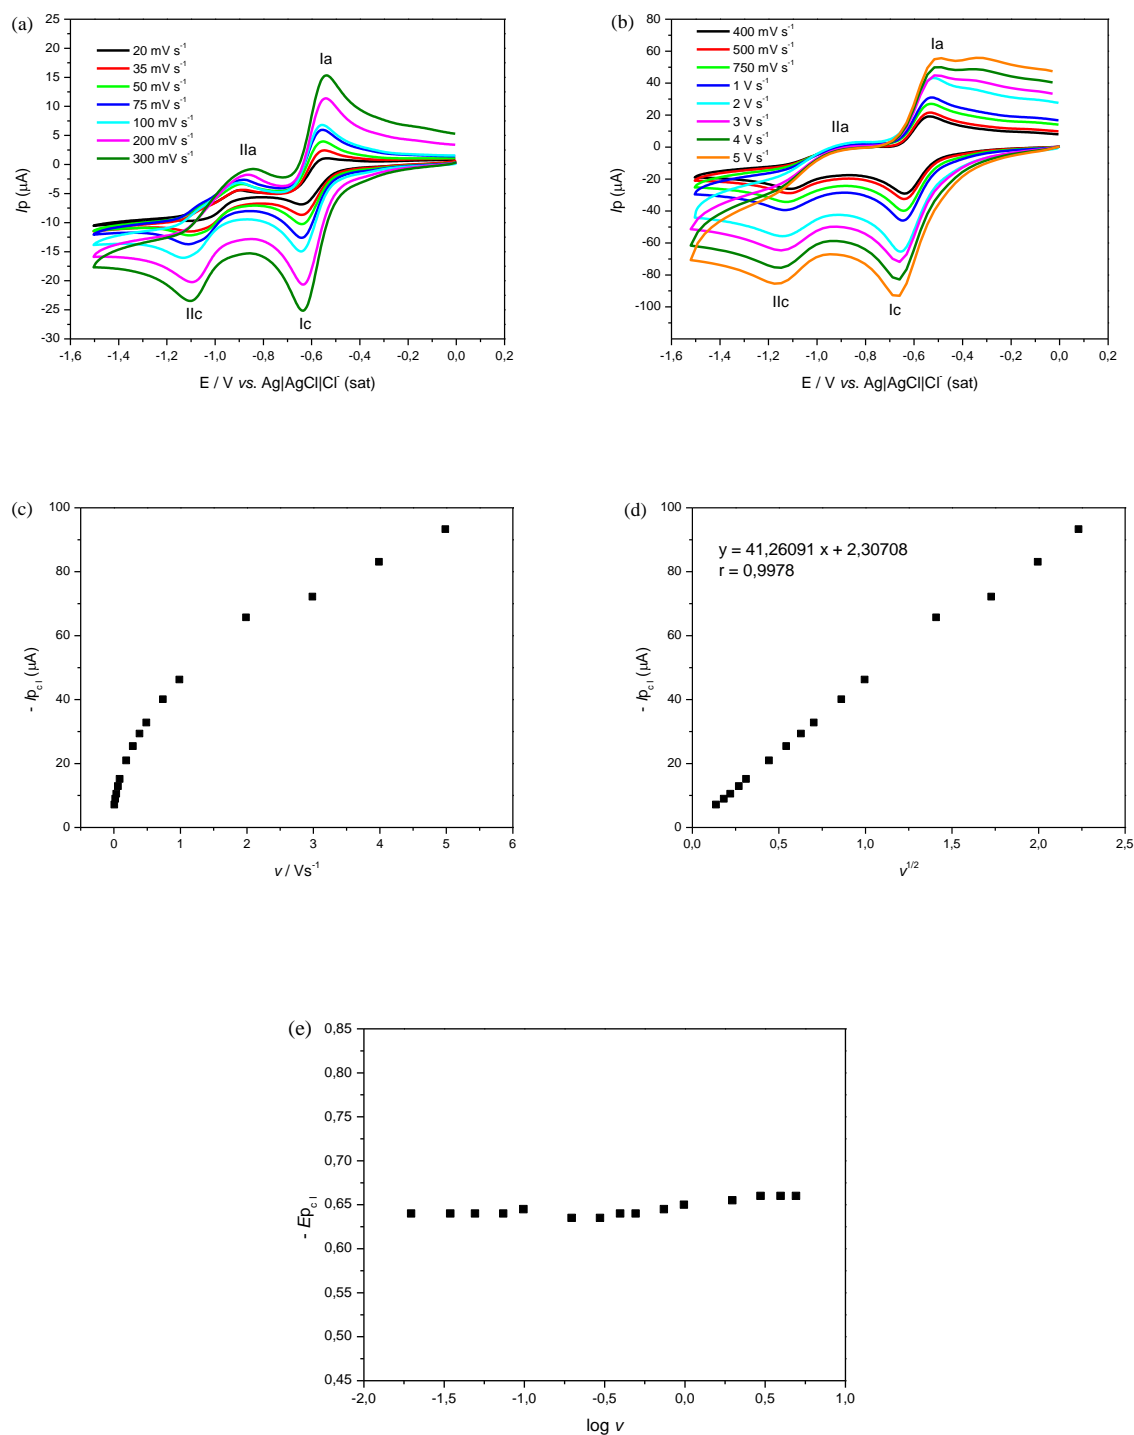 (a)
25
20
15
10
5
0
-5
-10
-15
-20
-25
-30
Ip (μA)
20 mV s⁻¹
35 mV s⁻¹
50 mV s⁻¹
75 mV s⁻¹
100 mV s⁻¹
200 mV s⁻¹
300 mV s⁻¹
Ia
IIa
IIc
Ic
-1,6 -1,4 -1,2 -1,0 -0,8 -0,6 -0,4 -0,2 0,0 0,2
E / V vs. Ag|AgCl|Cl⁻ (sat)
(b)
80
60
40
20
0
-20
-40
-60
-80
-100
Ip (μA)
400 mV s⁻¹
500 mV s⁻¹
750 mV s⁻¹
1 V s⁻¹
2 V s⁻¹
3 V s⁻¹
4 V s⁻¹
5 V s⁻¹
Ia
IIa
IIc
Ic
-1,6 -1,4 -1,2 -1,0 -0,8 -0,6 -0,4 -0,2 0,0 0,2
E / V vs. Ag|AgCl|Cl⁻ (sat)
(c)
100
80
60
40
20
0
- Ip c I (μA)
0 1 2 3 4 5 6
v / Vs⁻¹
(d)
100
80
60
40
20
0
- Ip c I (μA)
y = 41,26091 x + 2,30708
r = 0,9978
0,0 0,5 1,0 1,5 2,0 2,5
v¹ᐟ²
(e)
0,85
0,80
0,75
0,70
0,65
0,60
0,55
0,50
0,45
- Ep c I
-2,0 -1,5 -1,0 -0,5 0,0 0,5 1,0
log v